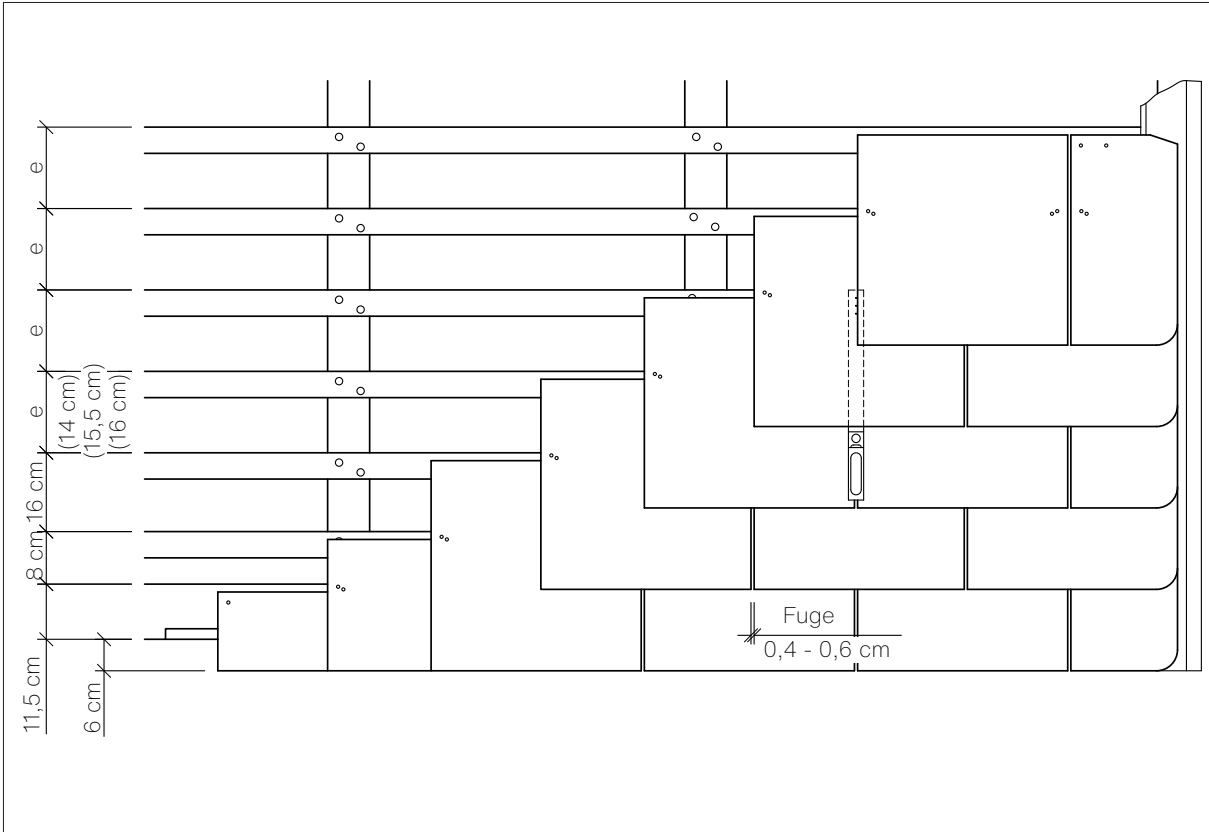 e
e
e
e
(14 cm)
(15,5 cm)
(16 cm)
16 cm
8 cm
11,5 cm
6 cm
Fuge
0,4 - 0,6 cm